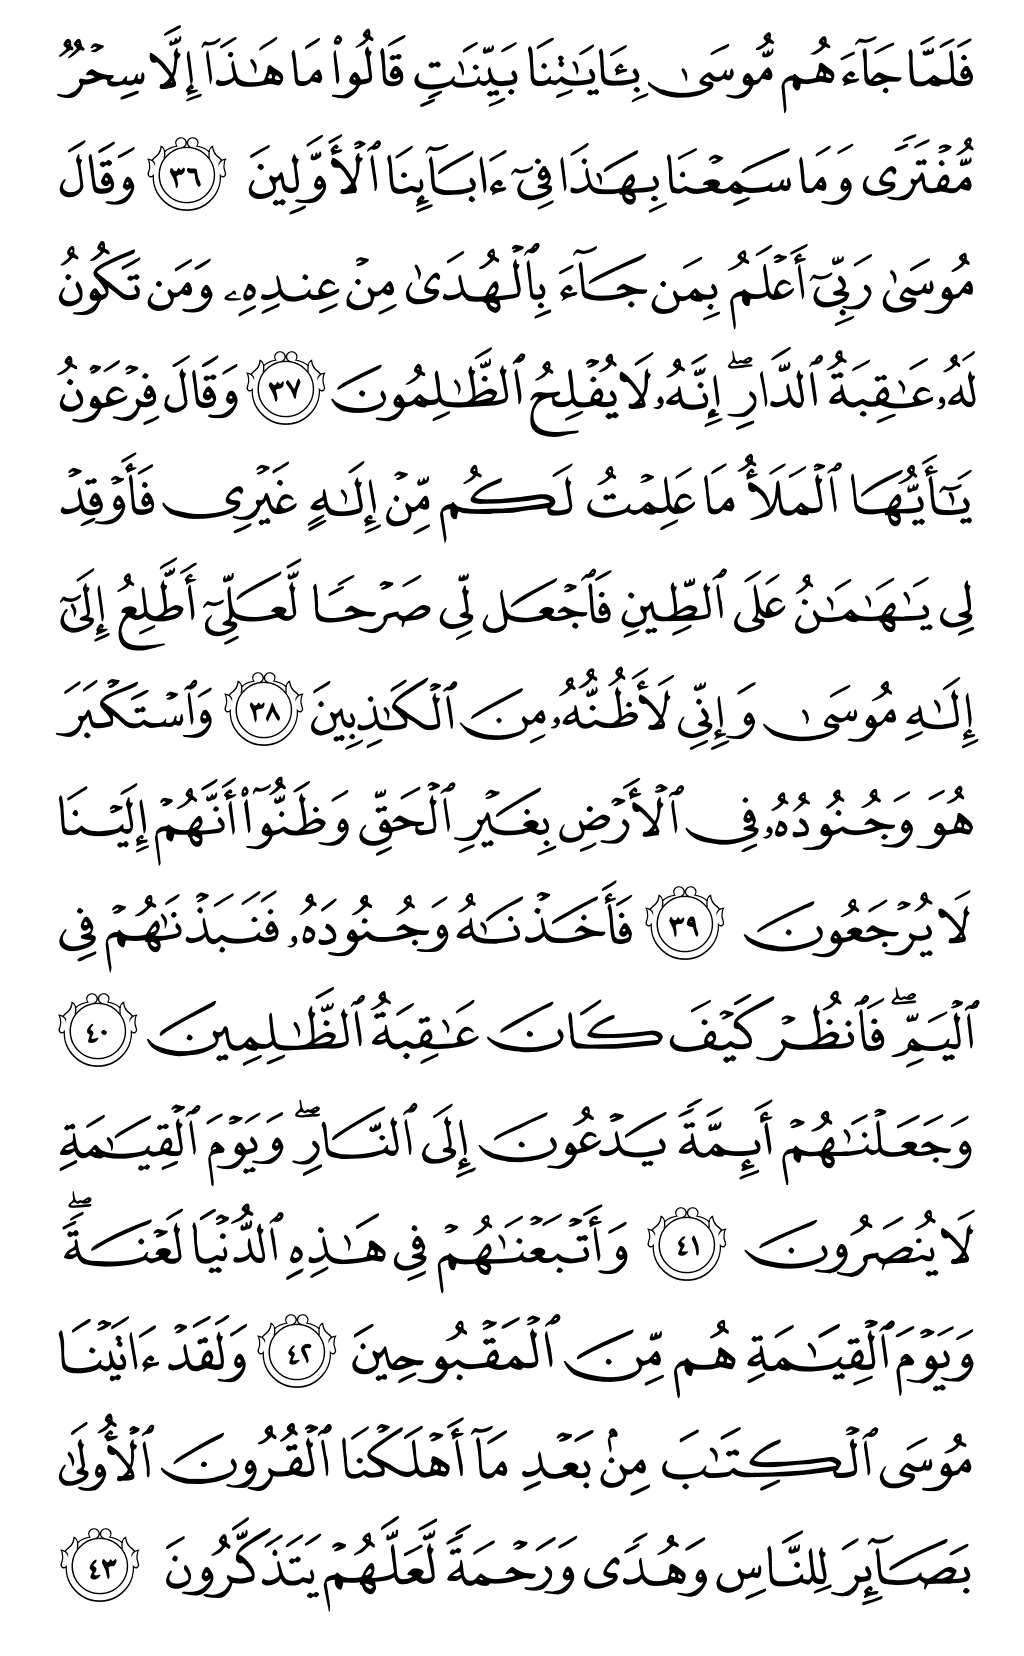 فَلَمَّا جَآءَهُم مُّوسَىٰ بِـَٔايَـٰتِنَا بَيِّنَـٰتٍ قَالُوا۟ مَا هَـٰذَآ إِلَّا سِحْرٌ
مُّفْتَرًى وَمَا سَمِعْنَا بِهَـٰذَا فِىٓ ءَابَآئِنَا ٱلْأَوَّلِينَ ٣٦ وَقَالَ
مُوسَىٰ رَبِّىٓ أَعْلَمُ بِمَن جَآءَ بِٱلْهُدَىٰ مِنْ عِندِهِۦ وَمَن تَكُونُ
لَهُۥ عَـٰقِبَةُ ٱلدَّارِ ۖ إِنَّهُۥ لَا يُفْلِحُ ٱلظَّـٰلِمُونَ ٣٧ وَقَالَ فِرْعَوْنُ
يَـٰٓأَيُّهَا ٱلْمَلَأُ مَا عَلِمْتُ لَكُم مِّنْ إِلَـٰهٍ غَيْرِى فَأَوْقِدْ
لِى يَـٰهَـٰمَـٰنُ عَلَى ٱلطِّينِ فَٱجْعَل لِّى صَرْحًا لَّعَلِّىٓ أَطَّلِعُ إِلَىٰٓ
إِلَـٰهِ مُوسَىٰ وَإِنِّى لَأَظُنُّهُۥ مِنَ ٱلْكَـٰذِبِينَ ٣٨ وَٱسْتَكْبَرَ
هُوَ وَجُنُودُهُۥ فِى ٱلْأَرْضِ بِغَيْرِ ٱلْحَقِّ وَظَنُّوٓا۟ أَنَّهُمْ إِلَيْنَا
لَا يُرْجَعُونَ ٣٩ فَأَخَذْنَـٰهُ وَجُنُودَهُۥ فَنَبَذْنَـٰهُمْ فِى
ٱلْيَمِّ ۖ فَٱنظُرْ كَيْفَ كَانَ عَـٰقِبَةُ ٱلظَّـٰلِمِينَ ٤٠
وَجَعَلْنَـٰهُمْ أَئِمَّةً يَدْعُونَ إِلَى ٱلنَّارِ ۖ وَيَوْمَ ٱلْقِيَـٰمَةِ
لَا يُنصَرُونَ ٤١ وَأَتْبَعْنَـٰهُمْ فِى هَـٰذِهِ ٱلدُّنْيَا لَعْنَةً ۖ
وَيَوْمَ ٱلْقِيَـٰمَةِ هُم مِّنَ ٱلْمَقْبُوحِينَ ٤٢ وَلَقَدْ ءَاتَيْنَا
مُوسَى ٱلْكِتَـٰبَ مِنۢ بَعْدِ مَآ أَهْلَكْنَا ٱلْقُرُونَ ٱلْأُولَىٰ
بَصَآئِرَ لِلنَّاسِ وَهُدًى وَرَحْمَةً لَّعَلَّهُمْ يَتَذَكَّرُونَ ٤٣